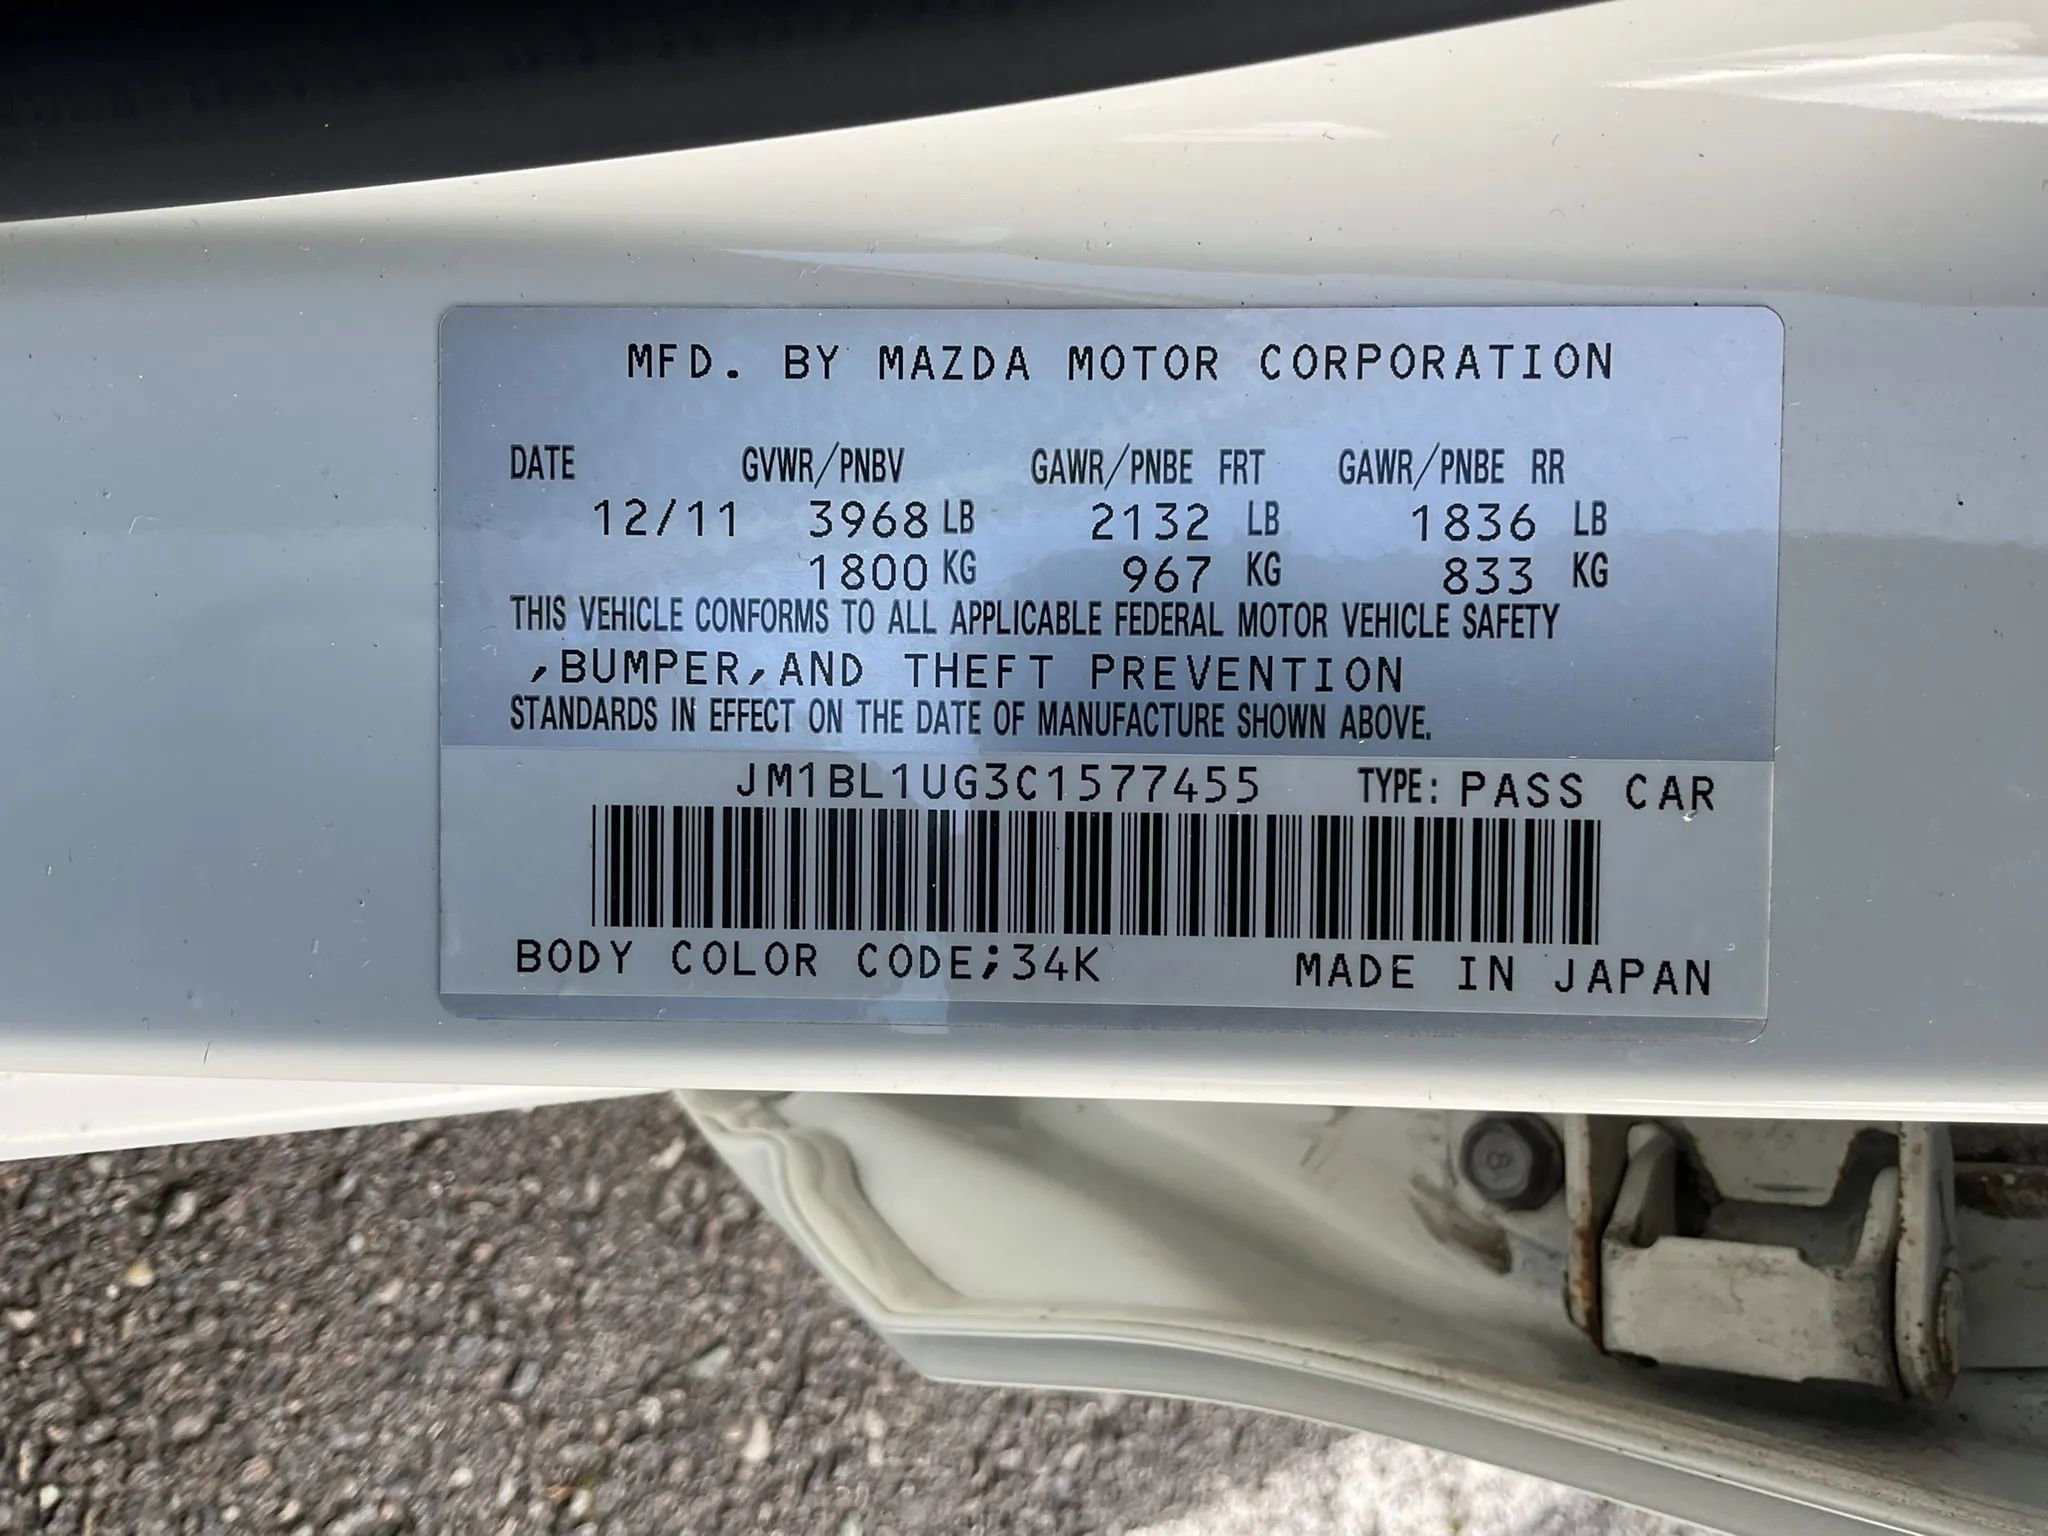 MFD. BY MAZDA MOTOR CORPORATION
DATE GVWR/PNBV GAWR/PNBE FRT GAWR/PNBE RR
12/11 3968 LB 2132 LB 1836 LB
1800 KG 967 KG 833 KG
THIS VEHICLE CONFORMS TO ALL APPLICABLE FEDERAL MOTOR VEHICLE SAFETY
,BUMPER,AND THEFT PREVENTION
STANDARDS IN EFFECT ON THE DATE OF MANUFACTURE SHOWN ABOVE.
JM1BL1UG3C1577455 TYPE: PASS CAR
BODY COLOR CODE;34K MADE IN JAPAN
8